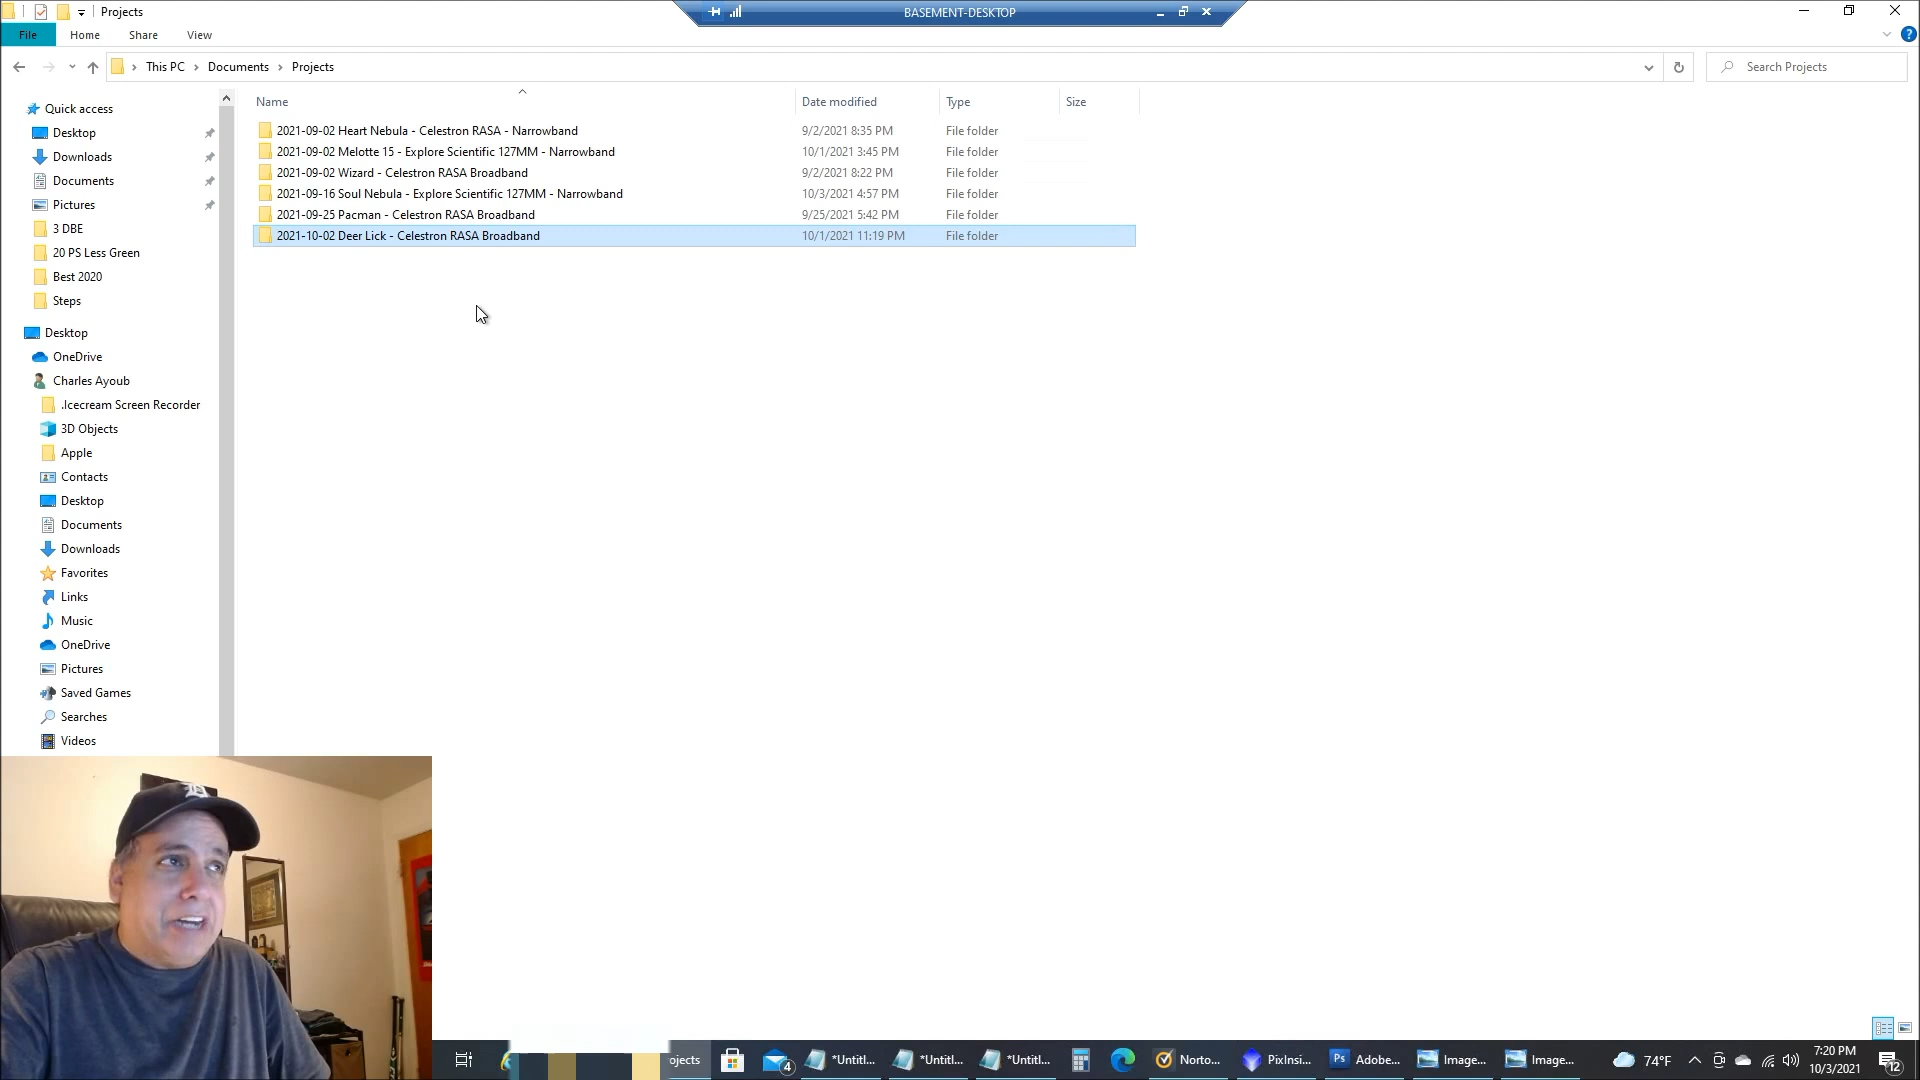 Projects
BASEMENT-DESKTOP
File Home Share View
This PC > Documents > Projects
Search Projects
Name Date modified Type Size
2021-09-02 Heart Nebula - Celestron RASA - Narrowband 9/2/2021 8:35 PM File folder
2021-09-02 Melotte 15 - Explore Scientific 127MM - Narrowband 10/1/2021 3:45 PM File folder
2021-09-02 Wizard - Celestron RASA Broadband 9/2/2021 8:22 PM File folder
2021-09-16 Soul Nebula - Explore Scientific 127MM - Narrowband 10/3/2021 4:57 PM File folder
2021-09-25 Pacman - Celestron RASA Broadband 9/25/2021 5:42 PM File folder
2021-10-02 Deer Lick - Celestron RASA Broadband 10/1/2021 11:19 PM File folder
Quick access
Desktop
Downloads
Documents
Pictures
3 DBE
20 PS Less Green
Best 2020
Steps
Desktop
OneDrive
Charles Ayoub
.Icecream Screen Recorder
3D Objects
Apple
Contacts
Desktop
Documents
Downloads
Favorites
Links
Music
OneDrive
Pictures
Saved Games
Searches
Videos
D
ojects
4
*Untitl...
*Untitl...
*Untitl...
Norto...
PixInsi...
Ps
Adobe...
Image...
Image...
74°F
7:20 PM
10/3/2021
12